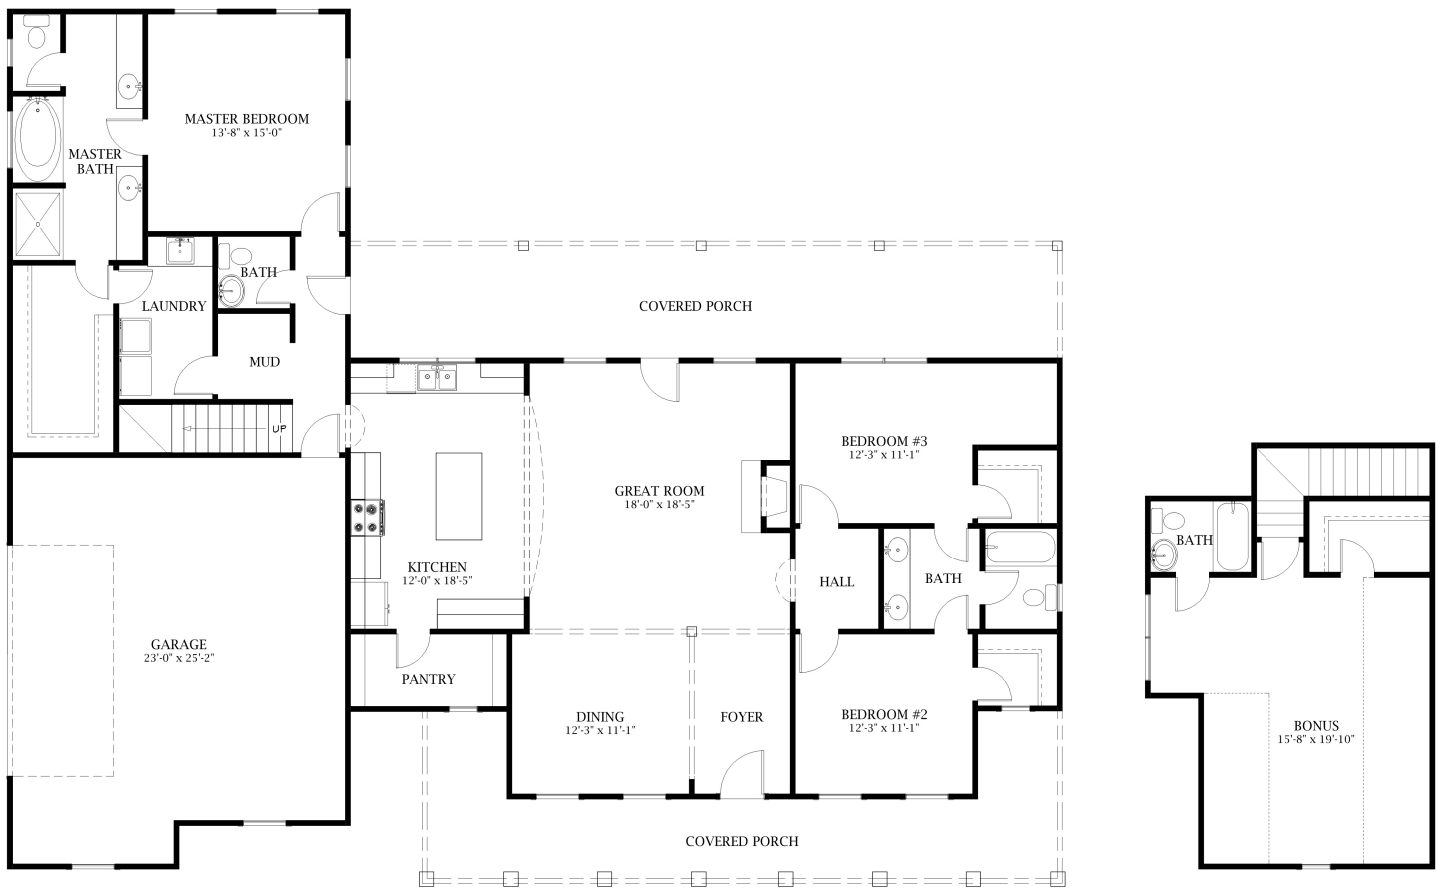 MASTER BEDROOM
13'-8" x 15'-0"
MASTER
BATH
BATH
LAUNDRY
MUD
UP
COVERED PORCH
KITCHEN
12'-0" x 18'-5"
GREAT ROOM
18'-0" x 18'-5"
BEDROOM #3
12'-3" x 11'-1"
HALL
BATH
GARAGE
23'-0" x 25'-2"
PANTRY
DINING
12'-3" x 11'-1"
FOYER
BEDROOM #2
12'-3" x 11'-1"
COVERED PORCH
BATH
BONUS
15'-8" x 19'-10"